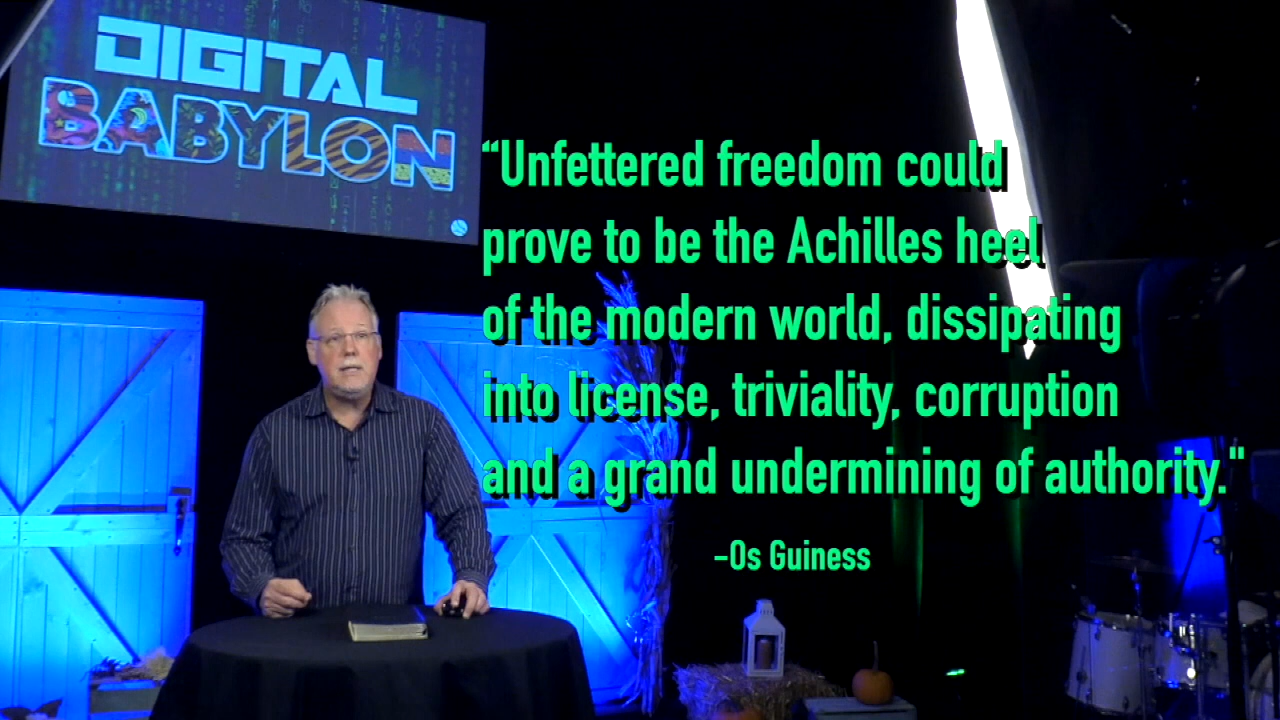 DIGITAL
BABYLON
“Unfettered freedom could
prove to be the Achilles heel
of the modern world, dissipating
into license, triviality, corruption
and a grand undermining of authority."
-Os Guiness